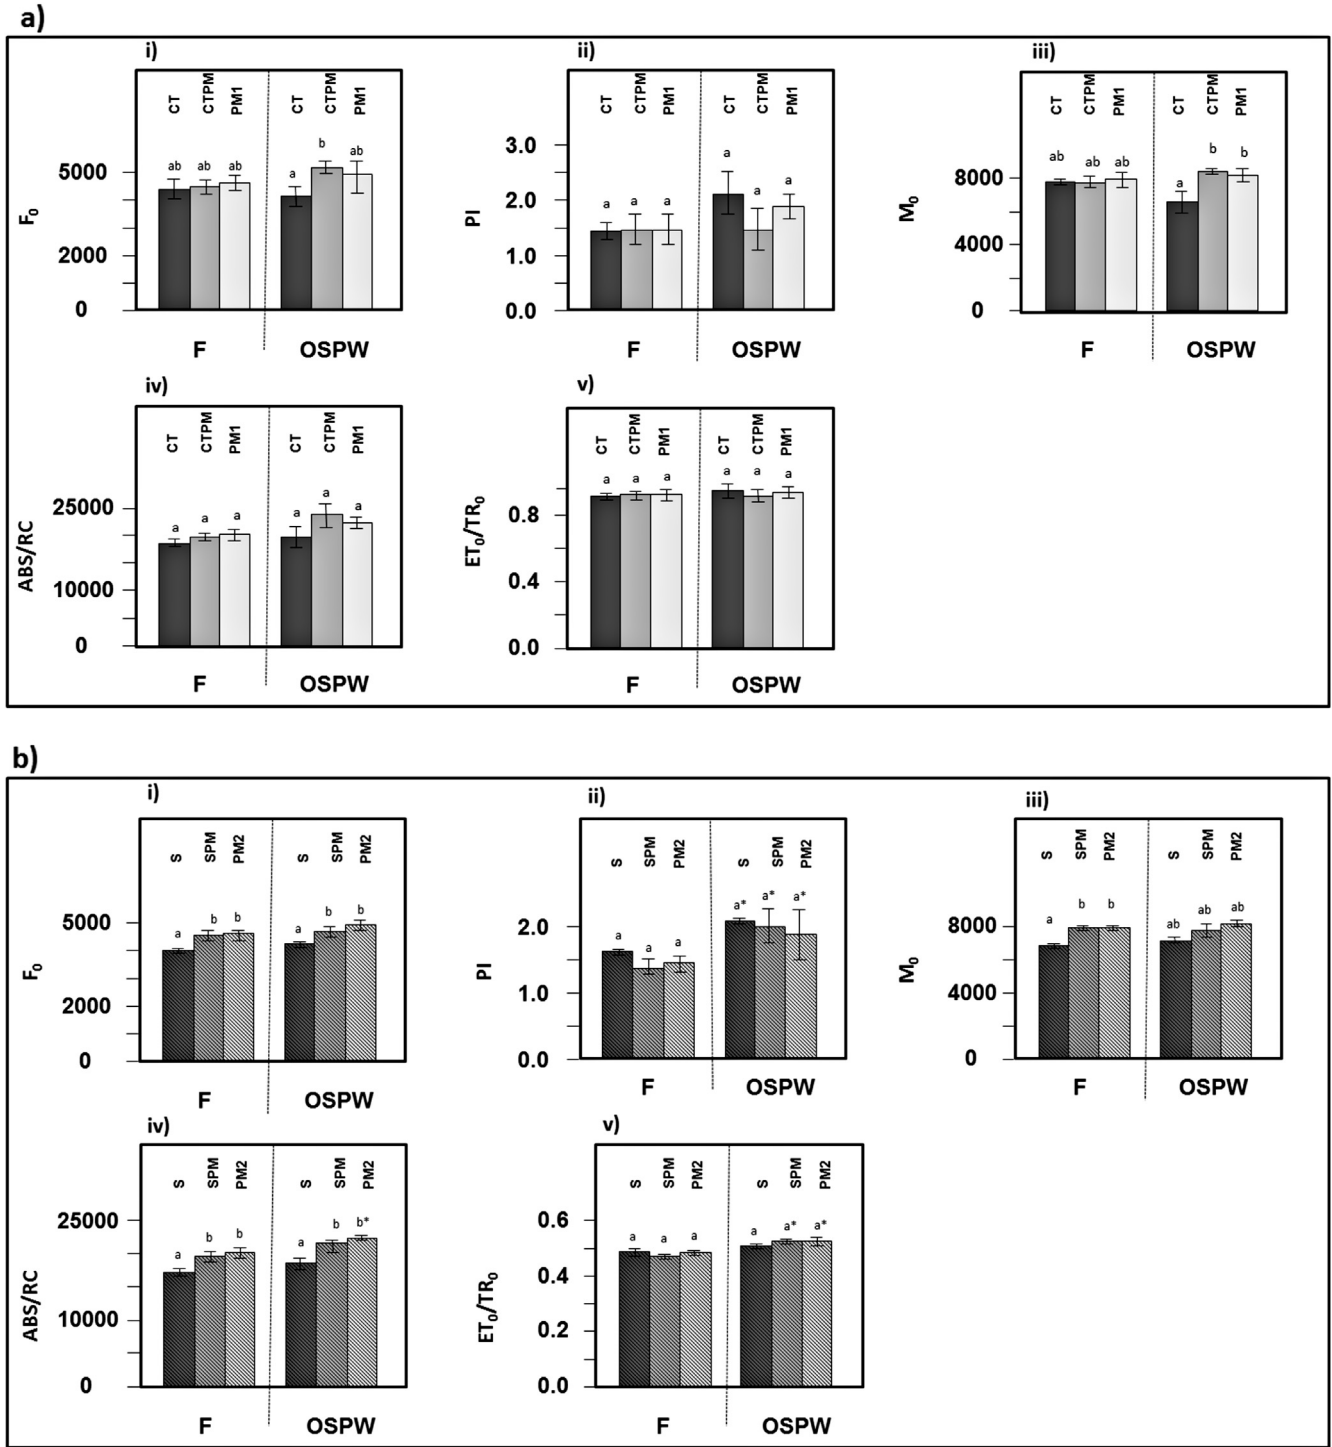 a)
i)
CT CTPM PM1 CT CTPM PM1
ab ab ab a b ab
5000
2000
0
F0
F OSPW
ii)
CT CTPM PM1 CT CTPM PM1
a a a a a a
3.0
2.0
1.0
0.0
PI
F OSPW
iii)
CT CTPM PM1 CT CTPM PM1
ab ab ab a b b
8000
4000
0
M0
F OSPW
iv)
CT CTPM PM1 CT CTPM PM1
a a a a a a
25000
10000
0
ABS/RC
F OSPW
v)
CT CTPM PM1 CT CTPM PM1
a a a a a a
0.8
0.4
0.0
ET0/TR0
F OSPW
b)
i)
S SPM PM2 S SPM PM2
a b b a b b
5000
2000
0
F0
F OSPW
ii)
S SPM PM2 S SPM PM2
a a a a* a* a*
2.0
1.0
0.0
PI
F OSPW
iii)
S SPM PM2 S SPM PM2
a b b ab ab ab
8000
4000
0
M0
F OSPW
iv)
S SPM PM2 S SPM PM2
a b b a b b*
25000
10000
0
ABS/RC
F OSPW
v)
S SPM PM2 S SPM PM2
a a a a a* a*
0.6
0.4
0.2
0.0
ET0/TR0
F OSPW